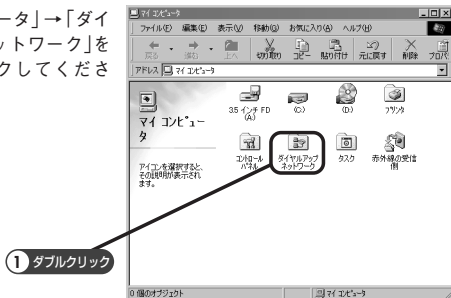 ータ」→「ダイ
ットワーク」を
クしてくださ
マイ コンピュータ
ファイル(F) 編集(E) 表示(V) 移動(G) お気に入り(A) ヘルプ(H)
戻る 進む 上へ 切り取り コピー 貼り付け 元に戻す 削除 プロパ
アドレス マイ コンピュータ
マイ コンピュー
タ
アイコンを選択すると、
その説明が表示され
ます。
3.5 インチ FD
(A:)
(C:)
(D:)
プリンタ
コントロール
パネル
ダイヤルアップ
ネットワーク
タスク
赤外線の受信
側
1 ダブルクリック
0 個のオブジェクト
マイ コンピュータ